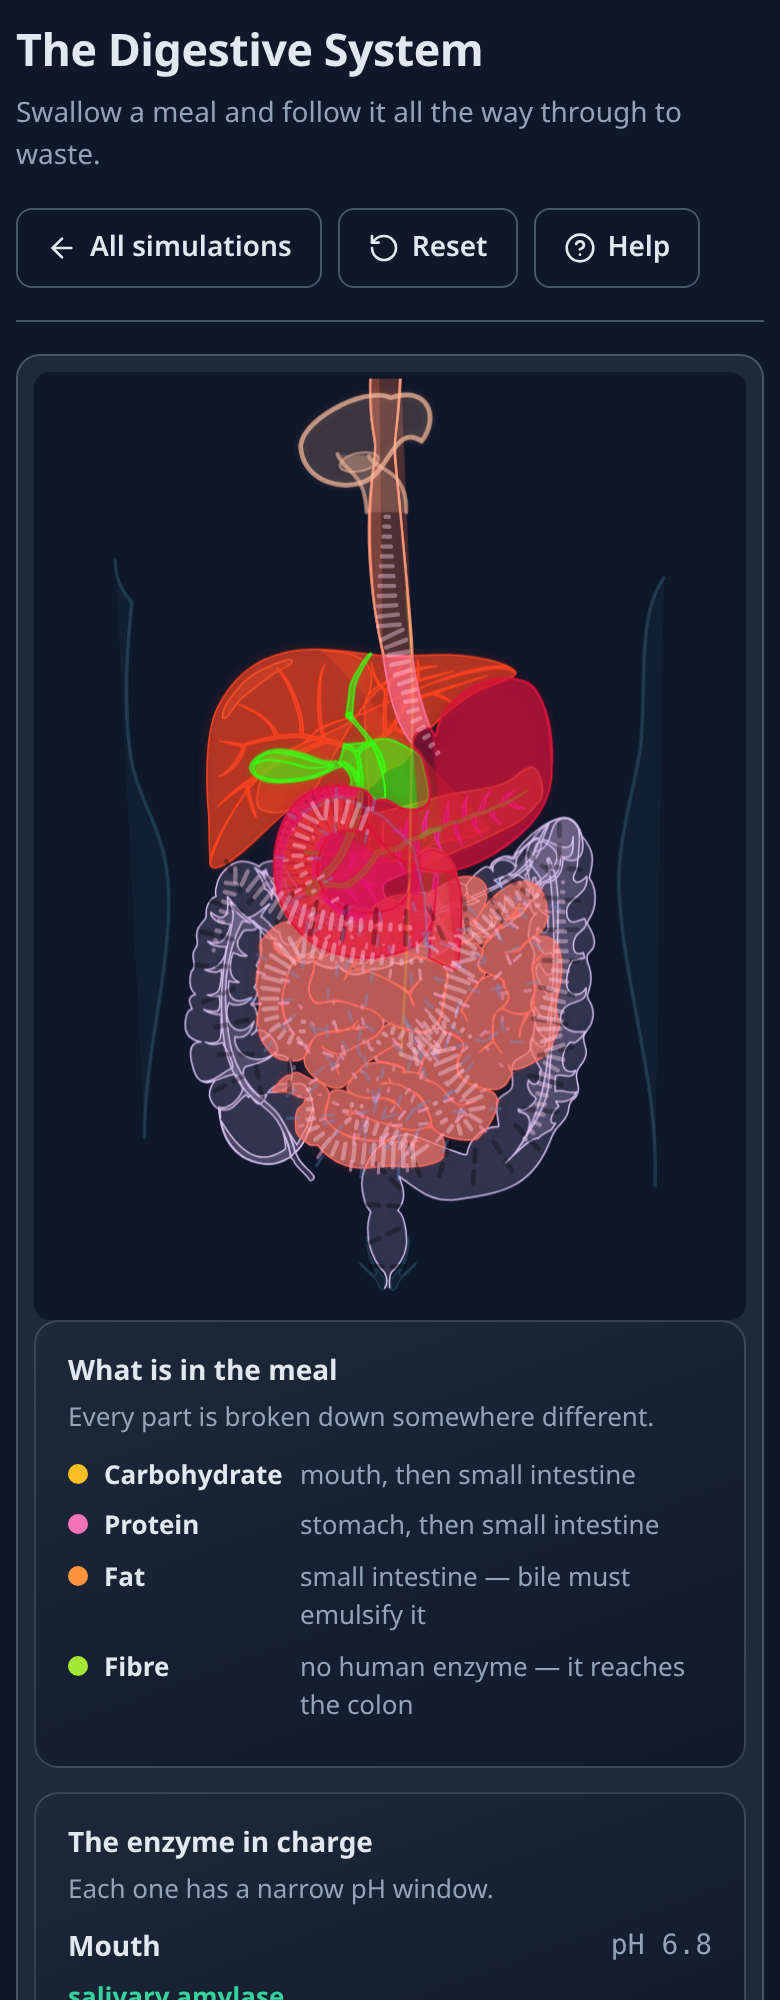 The Digestive System
Swallow a meal and follow it all the way through to
waste.
All simulations
Reset
Help
What is in the meal
Every part is broken down somewhere different.
Carbohydrate mouth, then small intestine
Protein stomach, then small intestine
Fat small intestine — bile must
emulsify it
Fibre no human enzyme — it reaches
the colon
The enzyme in charge
Each one has a narrow pH window.
Mouth pH 6.8
salivary amylase